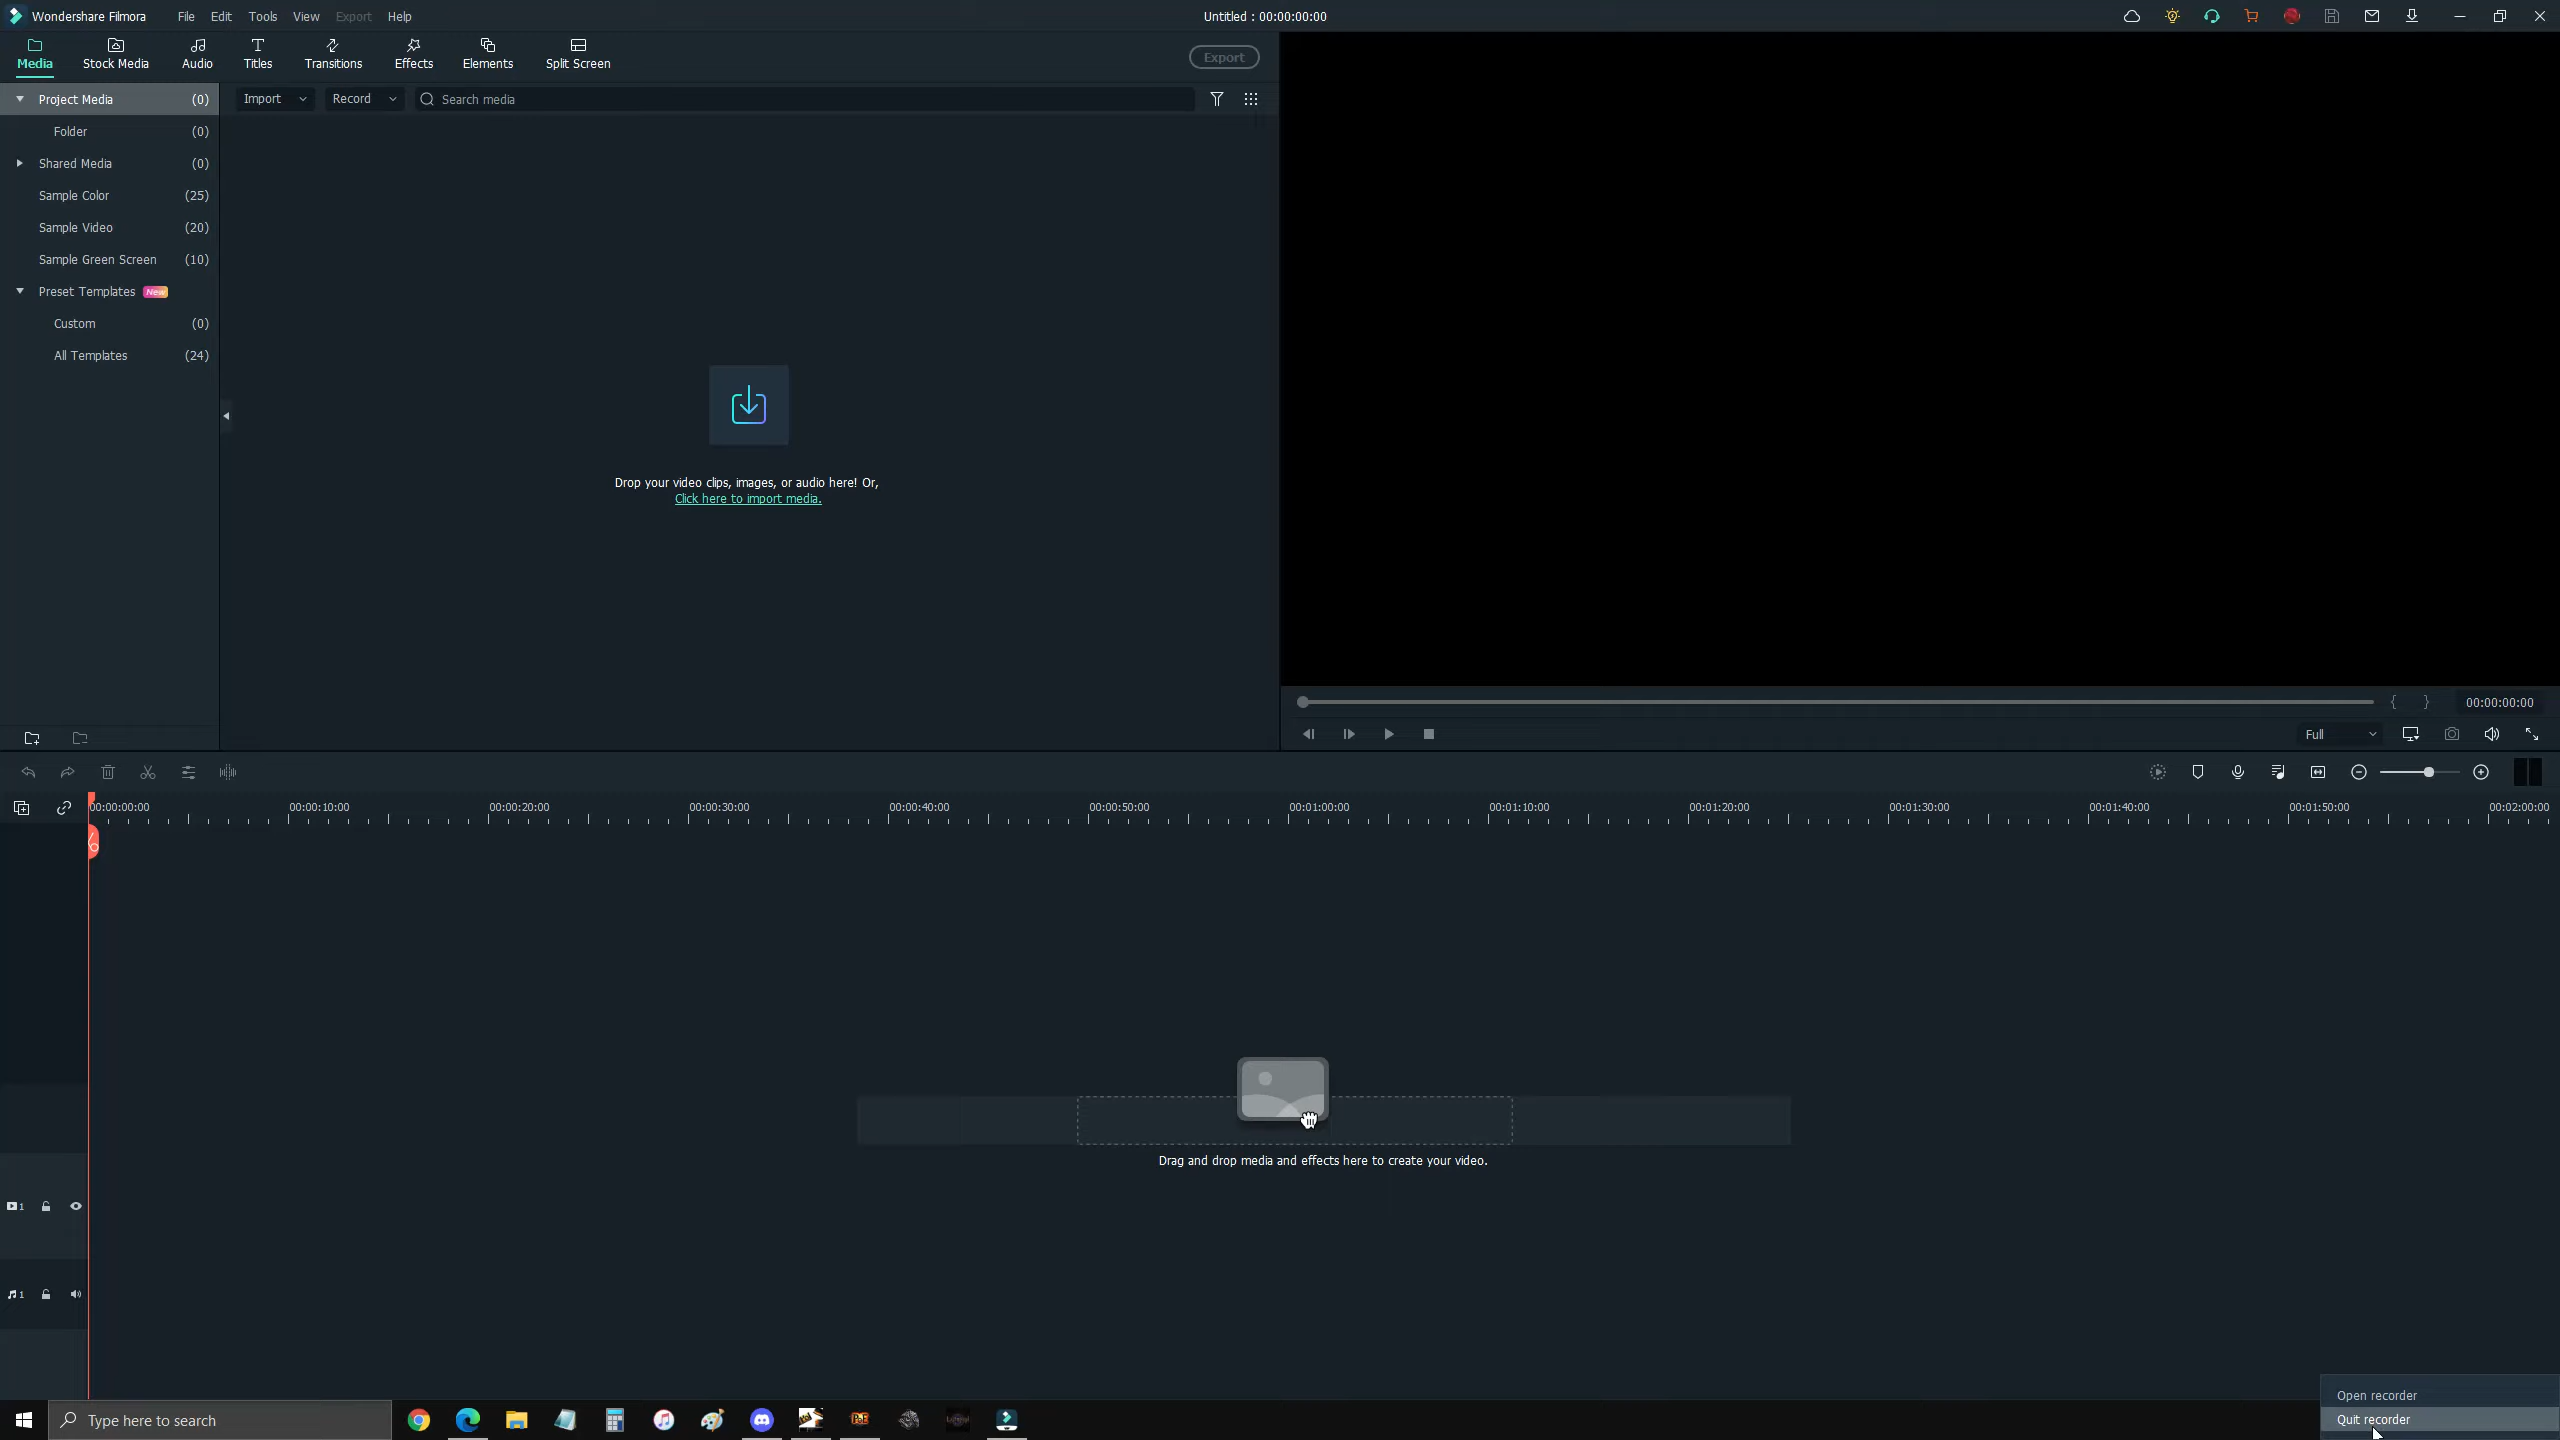 Wondershare Filmora File Edit Tools View Export Help Untitled : 00:00:00:00
Media Stock Media Audio Titles Transitions Effects Elements Split Screen Export
Project Media (0) Import Record Search media
Folder (0)
Shared Media (0)
Sample Color (25)
Sample Video (20)
Sample Green Screen (10)
Preset Templates New
Custom (0)
All Templates (24)
Drop your video clips, images, or audio here! Or,
Click here to import media.
{ } 00:00:00:00
Full
00:00:00:00 00:00:10:00 00:00:20:00 00:00:30:00 00:00:40:00 00:00:50:00 00:01:00:00 00:01:10:00 00:01:20:00 00:01:30:00 00:01:40:00 00:01:50:00 00:02:00:00
Drag and drop media and effects here to create your video.
1
1
Open recorder
Quit recorder
Type here to search
PoE